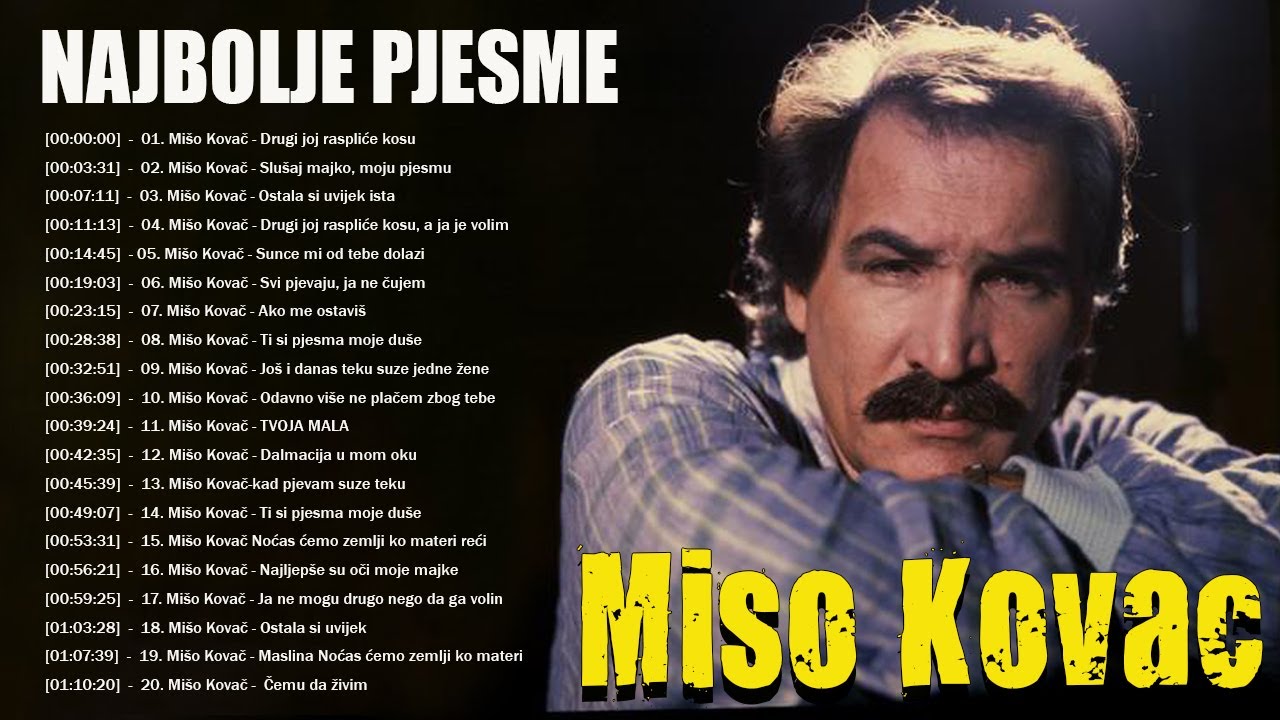 NAJBOLJE PJESME
[00:00:00] - 01. Mišo Kovač - Drugi joj raspliće kosu
[00:03:31] - 02. Mišo Kovač - Slušaj majko, moju pjesmu
[00:07:11] - 03. Mišo Kovač - Ostala si uvijek ista
[00:11:13] - 04. Mišo Kovač - Drugi joj raspliće kosu, a ja je volim
[00:14:45] - 05. Mišo Kovač - Sunce mi od tebe dolazi
[00:19:03] - 06. Mišo Kovač - Svi pjevaju, ja ne čujem
[00:23:15] - 07. Mišo Kovač - Ako me ostaviš
[00:28:38] - 08. Mišo Kovač - Ti si pjesma moje duše
[00:32:51] - 09. Mišo Kovač - Još i danas teku suze jedne žene
[00:36:09] - 10. Mišo Kovač - Odavno više ne plačem zbog tebe
[00:39:24] - 11. Mišo Kovač - TVOJA MALA
[00:42:35] - 12. Mišo Kovač - Dalmacija u mom oku
[00:45:39] - 13. Mišo Kovač-kad pjevam suze teku
[00:49:07] - 14. Mišo Kovač - Ti si pjesma moje duše
[00:53:31] - 15. Mišo Kovač Noćas ćemo zemlji ko materi reći
[00:56:21] - 16. Mišo Kovač - Najljepše su oči moje majke
[00:59:25] - 17. Mišo Kovač - Ja ne mogu drugo nego da ga volin
[01:03:28] - 18. Mišo Kovač - Ostala si uvijek
[01:07:39] - 19. Mišo Kovač - Maslina Noćas ćemo zemlji ko materi
[01:10:20] - 20. Mišo Kovač - Čemu da živim
Miso Kovac